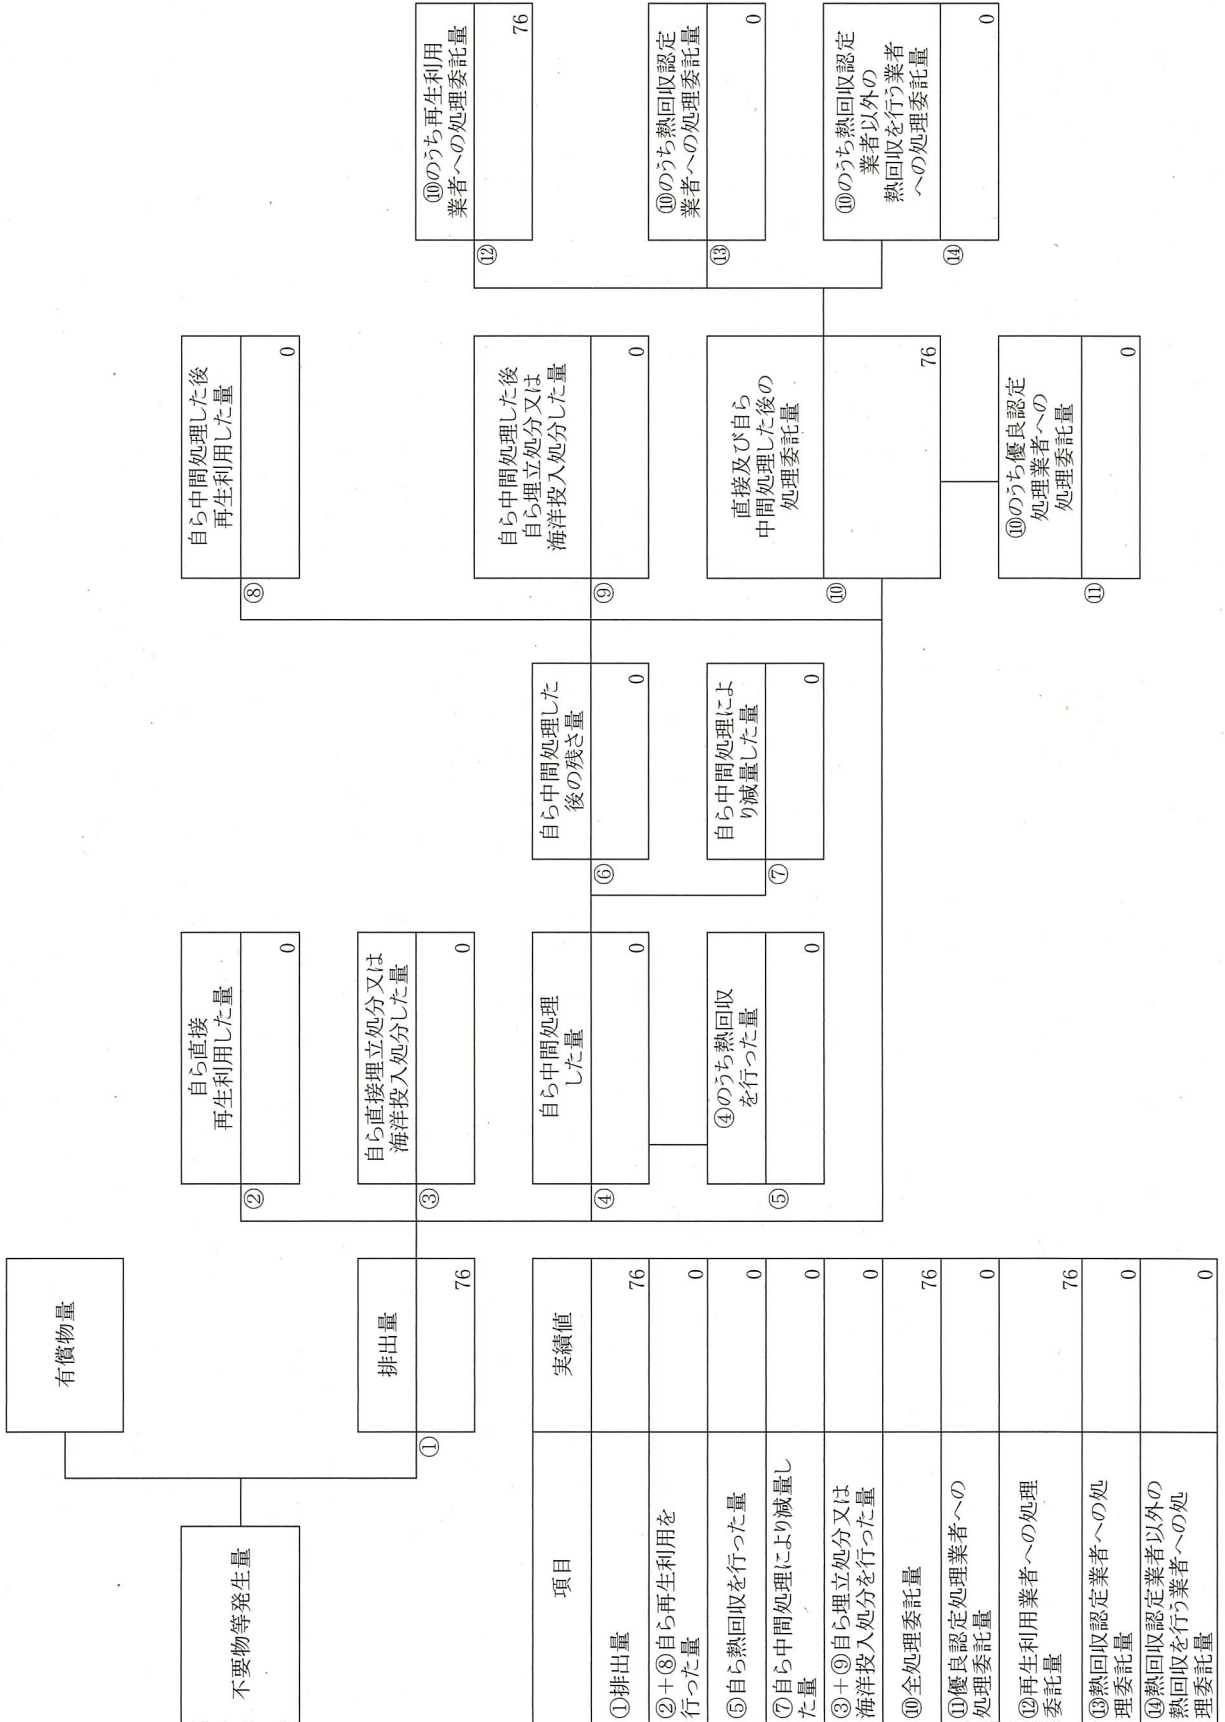 不要物等発生量
有償物量
①
排出量
76
②
自ら直接
再生利用した量
0
③
自ら直接埋立処分又は
海洋投入処分した量
0
④
自ら中間処理
した量
0
⑤
④のうち熱回収
を行った量
0
⑥
自ら中間処理した
後の残さ量
0
⑦
自ら中間処理によ
り減量した量
0
⑧
自ら中間処理した後
再生利用した量
0
⑨
自ら中間処理した後
自ら埋立処分又は
海洋投入処分した量
0
⑩
直接及び自ら
中間処理した後の
処理委託量
76
⑪
⑩のうち優良認定
処理業者への
処理委託量
0
⑫
⑩のうち再生利用
業者への処理委託量
76
⑬
⑩のうち熱回収認定
業者への処理委託量
0
⑭
⑩のうち熱回収認定
業者以外の
熱回収を行う業者
への処理委託量
0
項目
実績値
①排出量
76
②+⑧自ら再生利用を
行った量
0
⑤自ら熱回収を行った量
0
⑦自ら中間処理により減量し
た量
0
③+⑨自ら埋立処分又は
海洋投入処分を行った量
0
⑩全処理委託量
76
⑪優良認定処理業者への
処理委託量
0
⑫再生利用業者への処理
委託量
76
⑬熱回収認定業者への処
理委託量
0
⑭熱回収認定業者以外の
熱回収を行う業者への処
理委託量
0